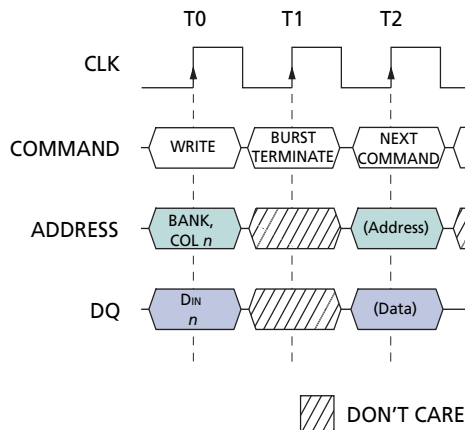 T0 T1 T2
CLK
COMMAND WRITE BURST TERMINATE NEXT COMMAND
ADDRESS BANK, COL n (Address)
DQ DIN n (Data)
DON'T CARE